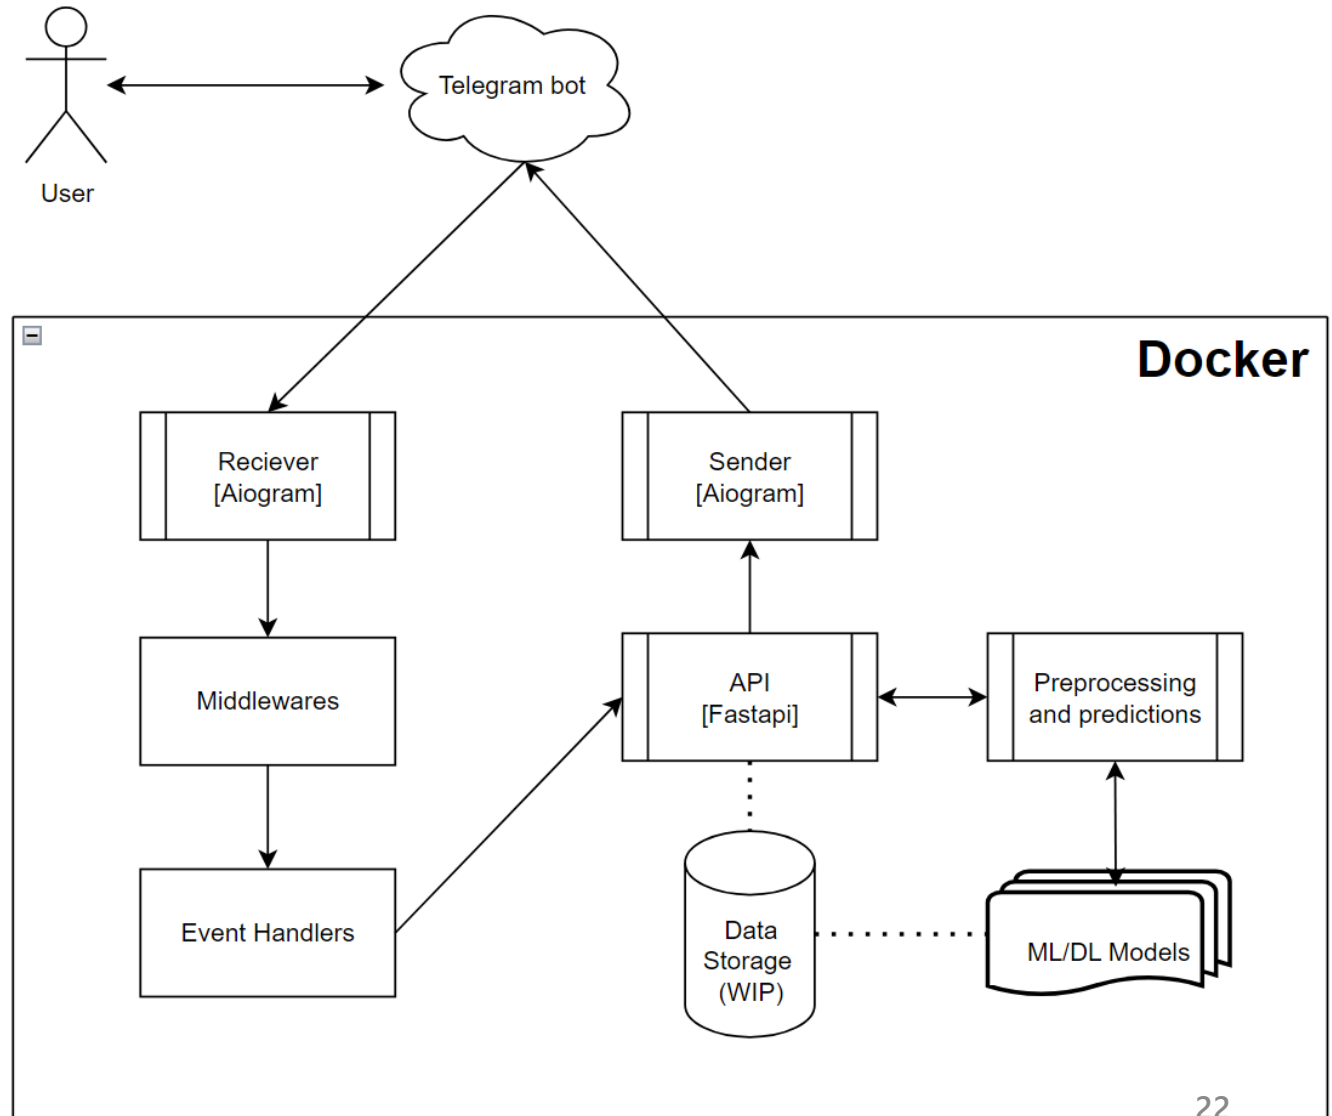 Telegram bot
User
Docker
Reciever
[Aiogram]
Sender
[Aiogram]
Middlewares
API
[Fastapi]
Preprocessing
and predictions
Event Handlers
Data
Storage
(WIP)
ML/DL Models
22